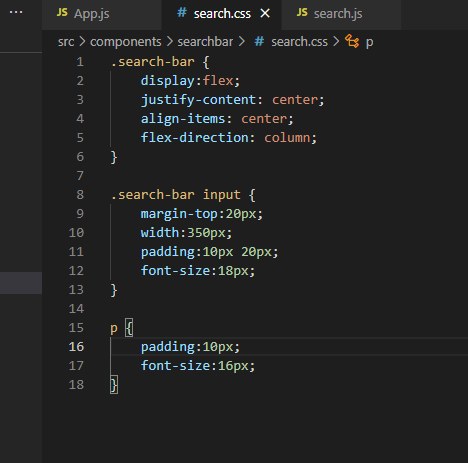 ··· JS App.js # search.css × JS search.js
src > components > searchbar > # search.css > p
1 .search-bar {
2 display:flex;
3 justify-content: center;
4 align-items: center;
5 flex-direction: column;
6 }
7
8 .search-bar input {
9 margin-top:20px;
10 width:350px;
11 padding:10px 20px;
12 font-size:18px;
13 }
14
15 p {
16 padding:10px;
17 font-size:16px;
18 }